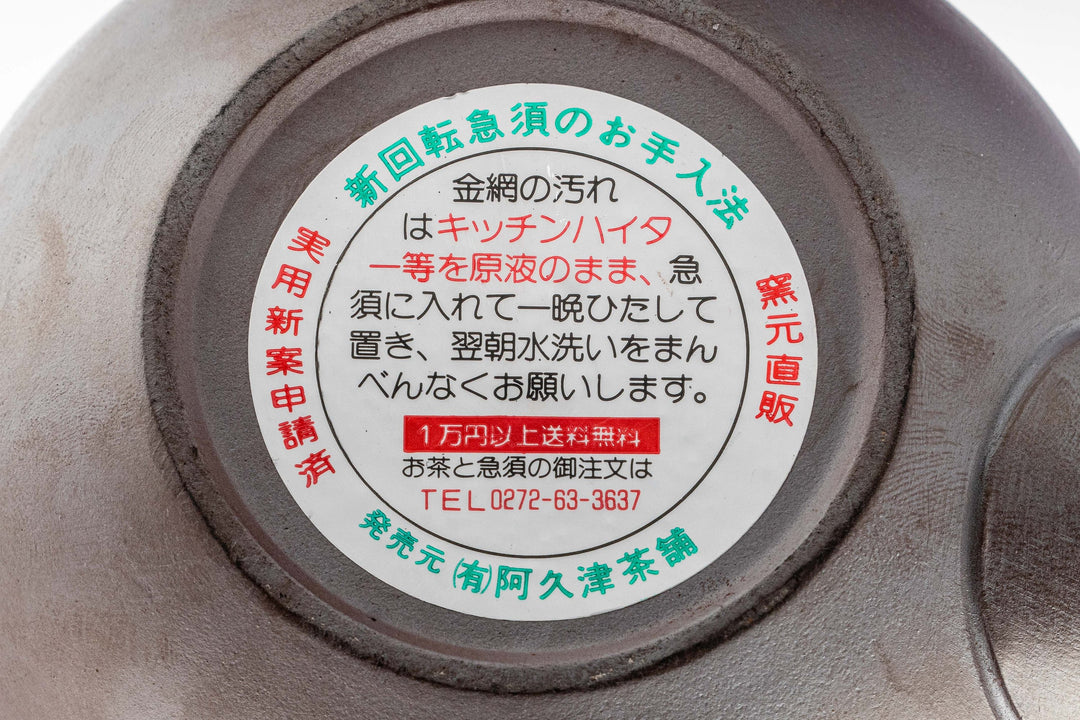 新回転急須のお手入法
実用新案申請済
窯元直販
金網の汚れ
はキッチンハイタ
ー等を原液のまま、急
須に入れて一晩ひたして
置き、翌朝水洗いをまん
べんなくお願いします。
1万円以上送料無料
お茶と急須の御注文は
TEL0272-63-3637
発売元(有)阿久津茶舗